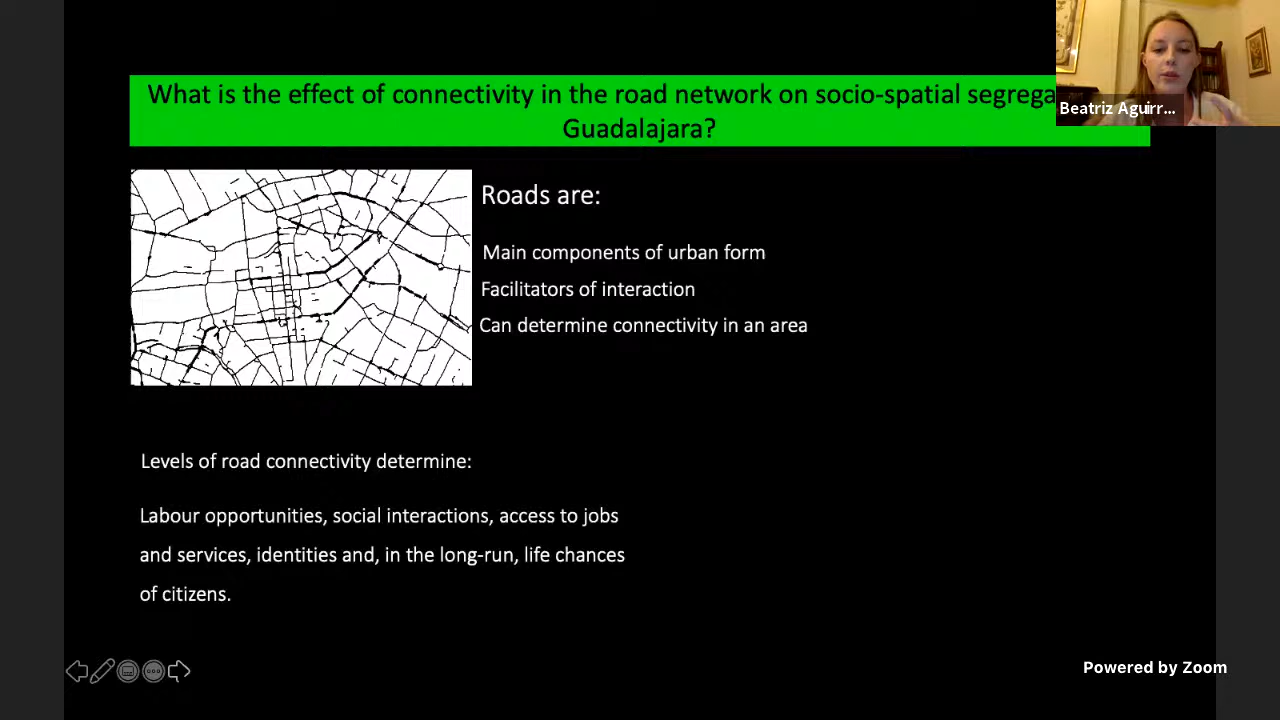 What is the effect of connectivity in the road network on socio-spatial
Guadalajara?
Beatriz Aguirr...
Roads are:
Main components of urban form
Facilitators of interaction
Can determine connectivity in an area
Levels of road connectivity determine:
Labour opportunities, social interactions, access to jobs
and services, identities and, in the long-run, life chances
of citizens.
Powered by Zoom